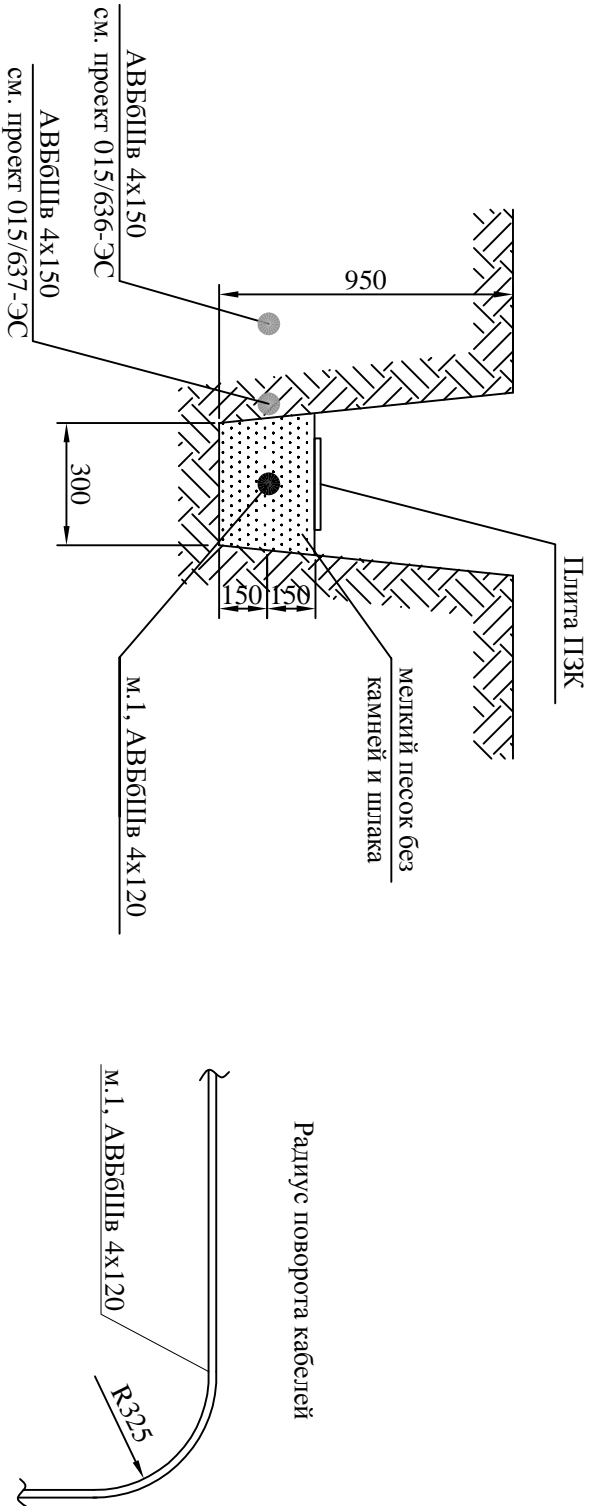 Плита ПЗК
мелкий песок без
камней и шлака
950
АВБбШв 4х150
см. проект 015/636-ЭС
АВБбШв 4х150
см. проект 015/637-ЭС
300
150
150
м.1, АВБбШв 4х120
Радиус поворота кабелей
м.1, АВБбШв 4х120
R325